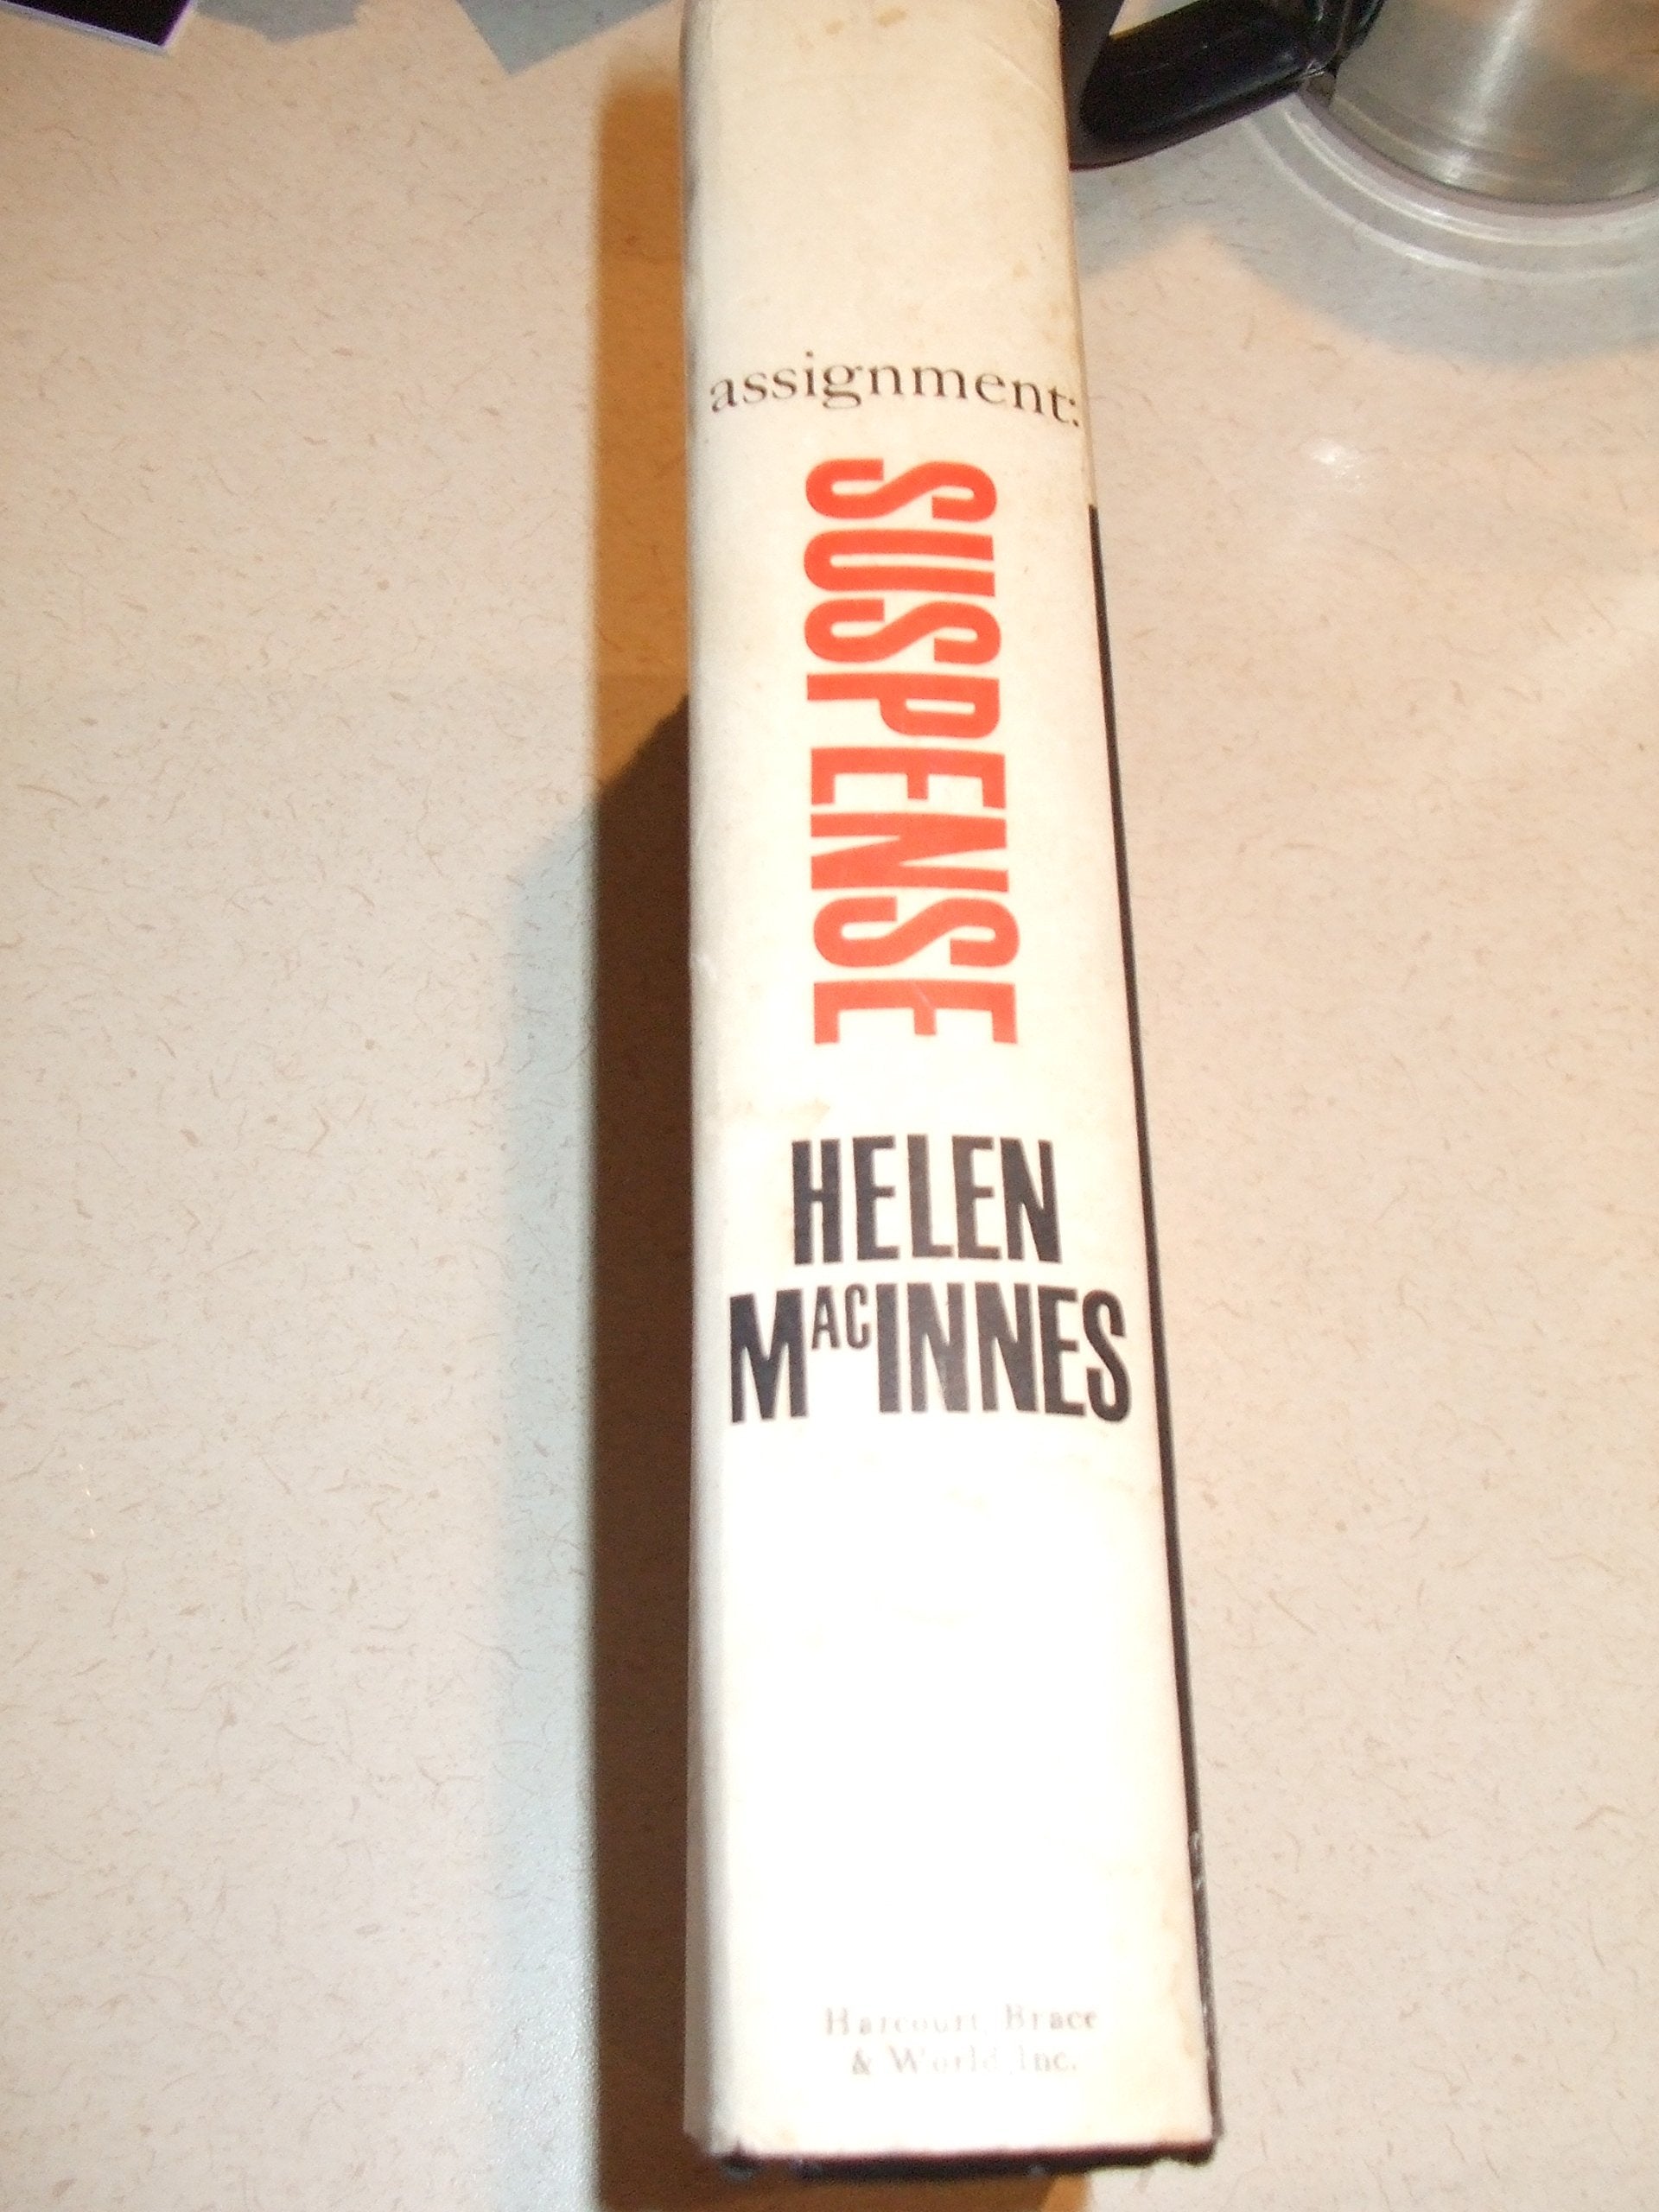 assignment:
SUSPENSE
HELEN
MACINNES
Harcourt, Brace
& World, Inc.